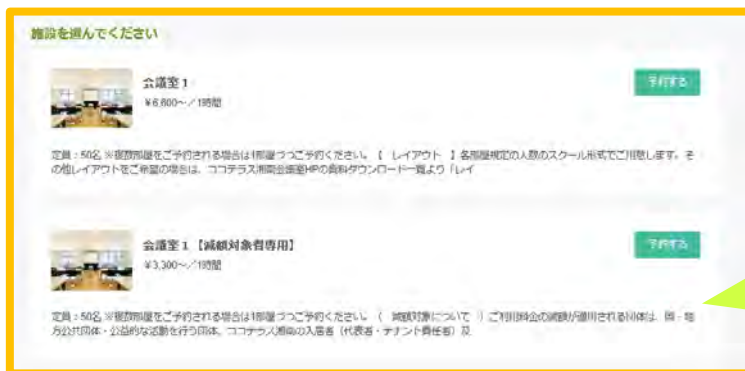 施設を選んでください
会議室 1
¥6,600~/1時間
予約する
定員：50名 ※複数部屋をご予約される場合は1部屋づつご予約ください。【 レイアウト 】各部屋規定の人数のスクール形式でご用意します。そ
の他レイアウトをご希望の場合は、ココテラス湘南会議室HPの資料ダウンロード一覧より「レイ
会議室 1 【減額対象者専用】
¥3,300~/1時間
予約する
定員：50名 ※複数部屋をご予約される場合は1部屋づつご予約ください。（ 減額対象について ）ご利用料金の減額が適用される団体は、国・地
方公共団体・公益的な活動を行う団体、ココテラス湘南の入居者（代表者・テナント責任者）及